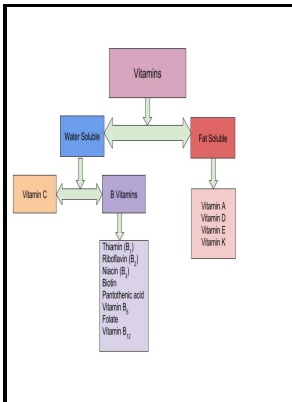 Vitamins
Water Soluble
Fat Soluble
Vitamin C
B Vitamins
Vitamin A
Vitamin D
Vitamin E
Vitamin K
Thiamin (B₁)
Riboflavin (B₂)
Niacin (B₃)
Biotin
Pantothenic acid
Vitamin B₆
Folate
Vitamin B₁₂